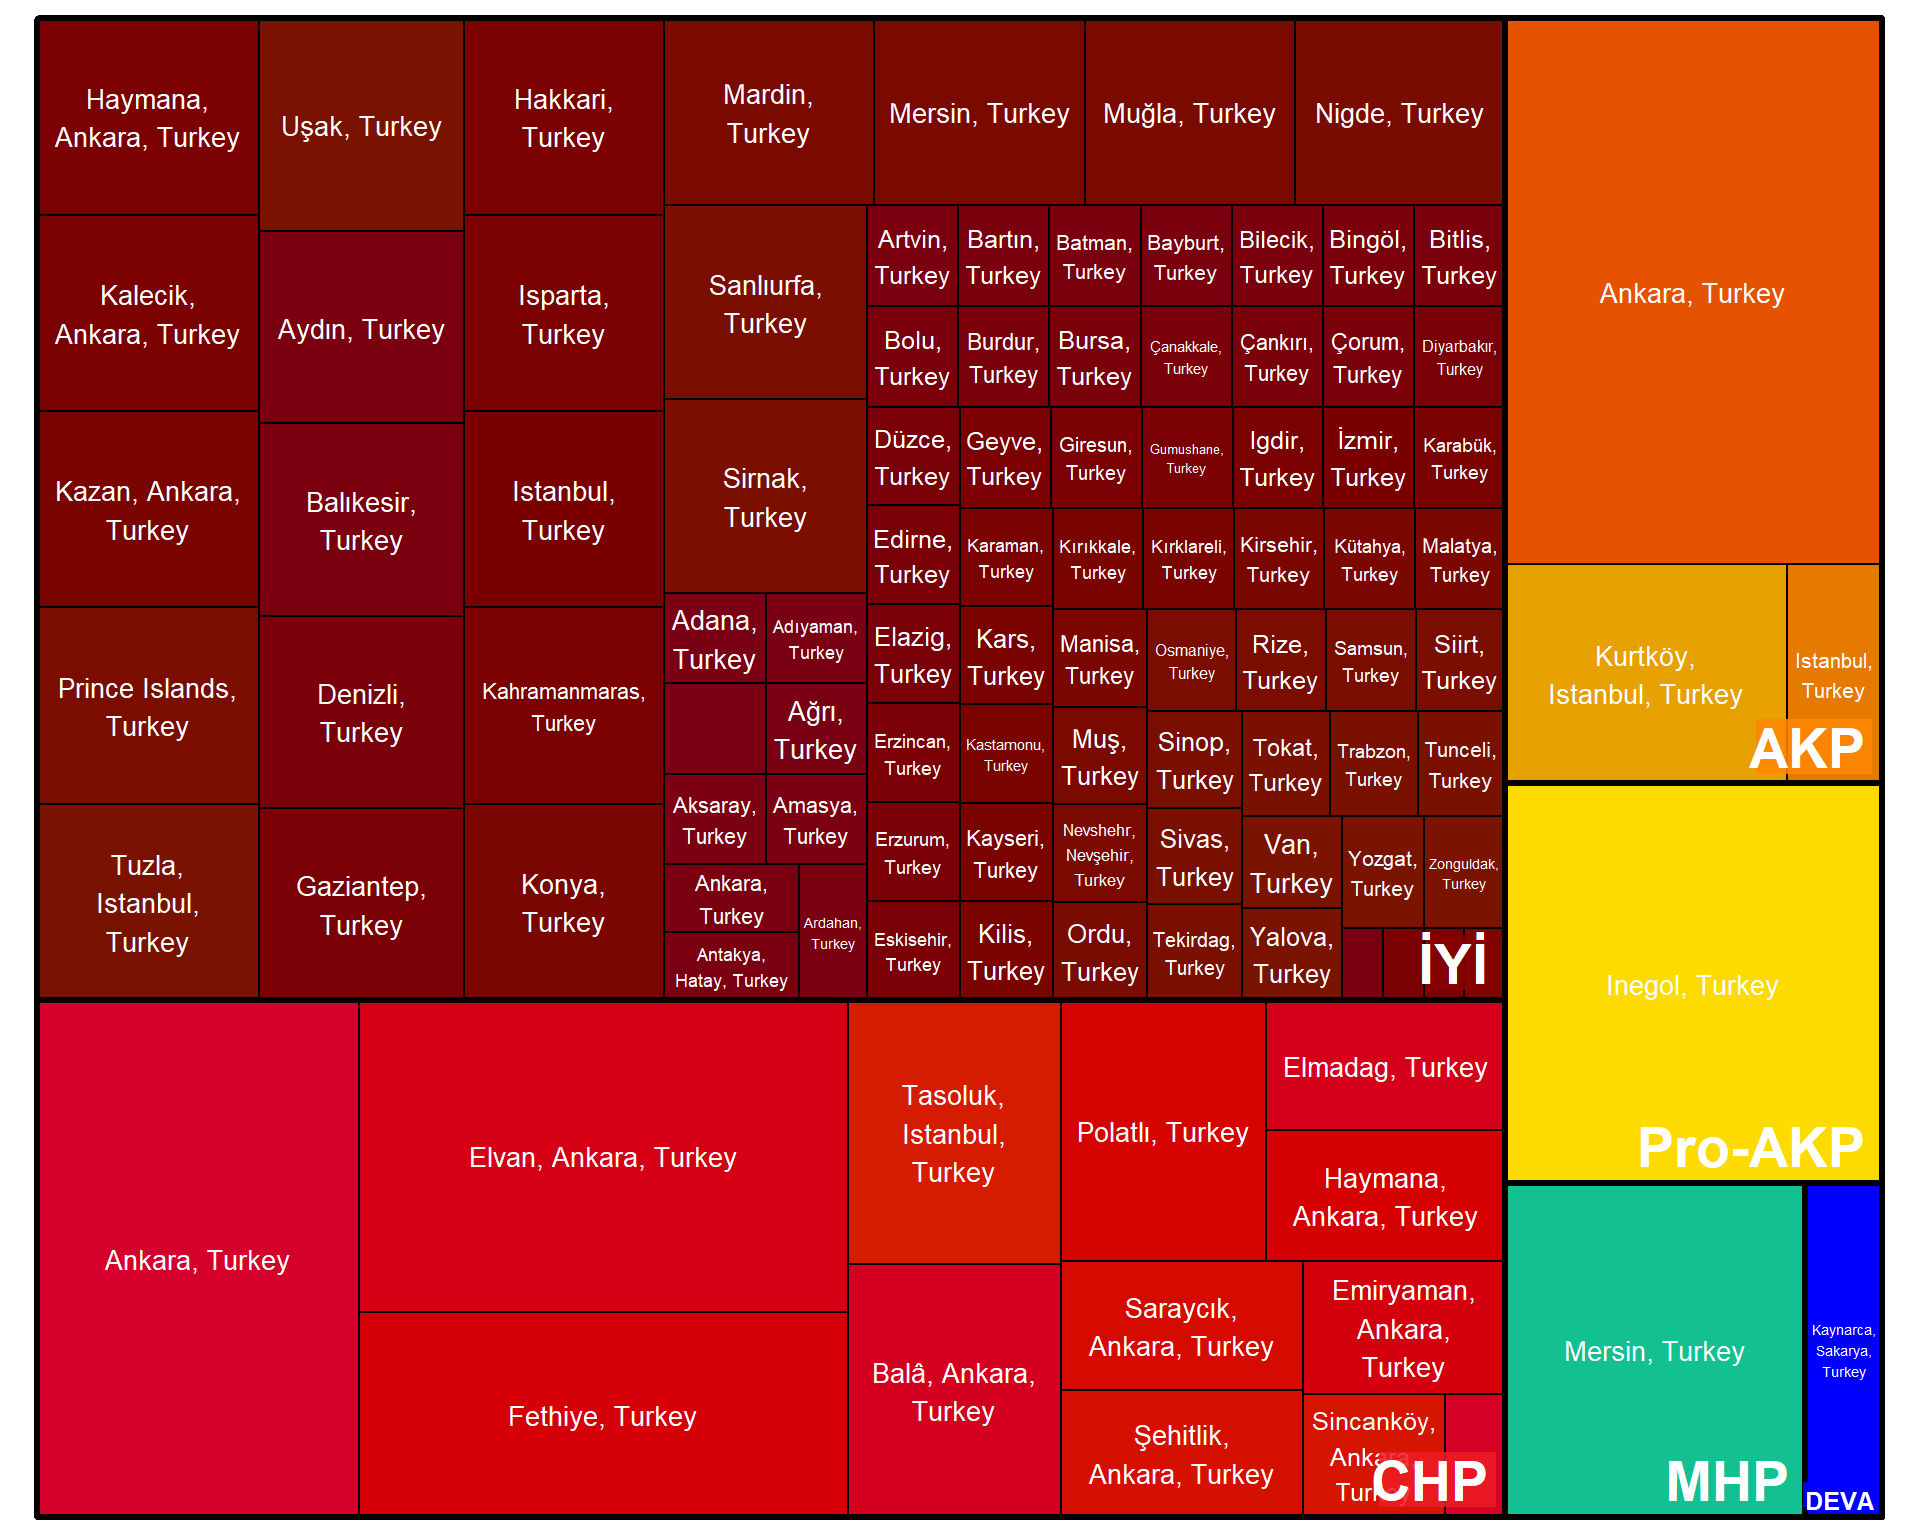 Haymana,
Ankara, Turkey
Uşak, Turkey
Hakkari,
Turkey
Mardin,
Turkey
Mersin, Turkey
Muğla, Turkey
Nigde, Turkey
Ankara, Turkey
Kalecik,
Ankara, Turkey
Aydın, Turkey
Isparta,
Turkey
Sanlıurfa,
Turkey
Artvin,
Turkey
Bartın,
Turkey
Batman,
Turkey
Bayburt,
Turkey
Bilecik,
Turkey
Bingöl,
Turkey
Bitlis,
Turkey
Bolu,
Turkey
Burdur,
Turkey
Bursa,
Turkey
Çanakkale,
Turkey
Çankırı,
Turkey
Çorum,
Turkey
Diyarbakır,
Turkey
Kazan, Ankara,
Turkey
Balıkesir,
Turkey
Istanbul,
Turkey
Sirnak,
Turkey
Düzce,
Turkey
Geyve,
Turkey
Giresun,
Turkey
Gumushane,
Turkey
Igdir,
Turkey
İzmir,
Turkey
Karabük,
Turkey
Edirne,
Turkey
Karaman,
Turkey
Kırıkkale,
Turkey
Kırklareli,
Turkey
Kirsehir,
Turkey
Kütahya,
Turkey
Malatya,
Turkey
Prince Islands,
Turkey
Denizli,
Turkey
Kahramanmaras,
Turkey
Adana,
Turkey
Adıyaman,
Turkey
Ağrı,
Turkey
Elazig,
Turkey
Kars,
Turkey
Manisa,
Turkey
Osmaniye,
Turkey
Rize,
Turkey
Samsun,
Turkey
Siirt,
Turkey
Erzincan,
Turkey
Kastamonu,
Turkey
Muş,
Turkey
Sinop,
Turkey
Tokat,
Turkey
Trabzon,
Turkey
Tunceli,
Turkey
Kurtköy,
Istanbul, Turkey
Istanbul,
Turkey
AKP
Tuzla,
Istanbul,
Turkey
Gaziantep,
Turkey
Konya,
Turkey
Aksaray,
Turkey
Amasya,
Turkey
Ankara,
Turkey
Antakya,
Hatay, Turkey
Ardahan,
Turkey
Erzurum,
Turkey
Kayseri,
Turkey
Nevshehr,
Nevşehir,
Turkey
Sivas,
Turkey
Van,
Turkey
Yozgat,
Turkey
Zonguldak,
Turkey
Eskisehir,
Turkey
Kilis,
Turkey
Ordu,
Turkey
Tekirdag,
Turkey
Yalova,
Turkey
İYİ
Inegol, Turkey
Pro-AKP
Ankara, Turkey
Elvan, Ankara, Turkey
Fethiye, Turkey
Tasoluk,
Istanbul,
Turkey
Balâ, Ankara,
Turkey
Polatlı, Turkey
Elmadag, Turkey
Haymana,
Ankara, Turkey
Saraycık,
Ankara, Turkey
Emiryaman,
Ankara,
Turkey
Şehitlik,
Ankara, Turkey
Sincanköy,
Ankara,
Turkey
CHP
Mersin, Turkey
MHP
Kaynarca,
Sakarya,
Turkey
DEVA